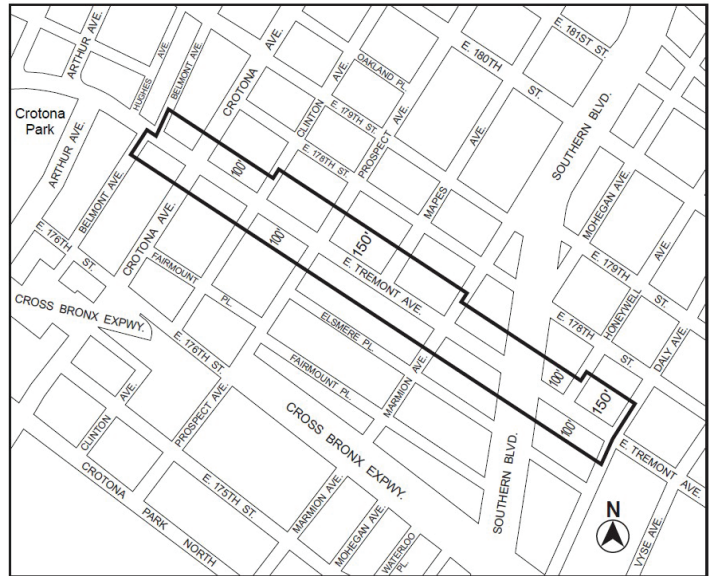 ARTHUR AVE.
HUGHES AVE.
BELMONT AVE.
CROTONA AVE.
CLINTON AVE.
OAKLAND PL.
E. 179TH ST.
E. 178TH ST.
PROSPECT AVE.
MAPES AVE.
E. 180TH ST.
E. 181ST ST.
SOUTHERN BLVD.
Crotona
Park
ARTHUR AVE.
BELMONT AVE.
CROTONA AVE.
E. 176TH ST.
FAIRMOUNT PL.
E. 176TH ST.
CROSS BRONX EXPWY.
100'
100'
150'
E. TREMONT AVE.
ELSMERE PL.
FAIRMOUNT PL.
MARMION AVE.
MOHEGAN AVE.
E. 179TH ST.
HONEYWELL AVE.
E. 178TH ST.
DALY AVE.
100'
150'
100'
E. TREMONT AVE.
CLINTON AVE.
PROSPECT AVE.
CROSS BRONX EXPWY.
SOUTHERN BLVD.
E. 175TH ST.
CROTONA PARK NORTH
MARMION AVE.
MOHEGAN AVE.
WATERLOO PL.
VYSE AVE.
N